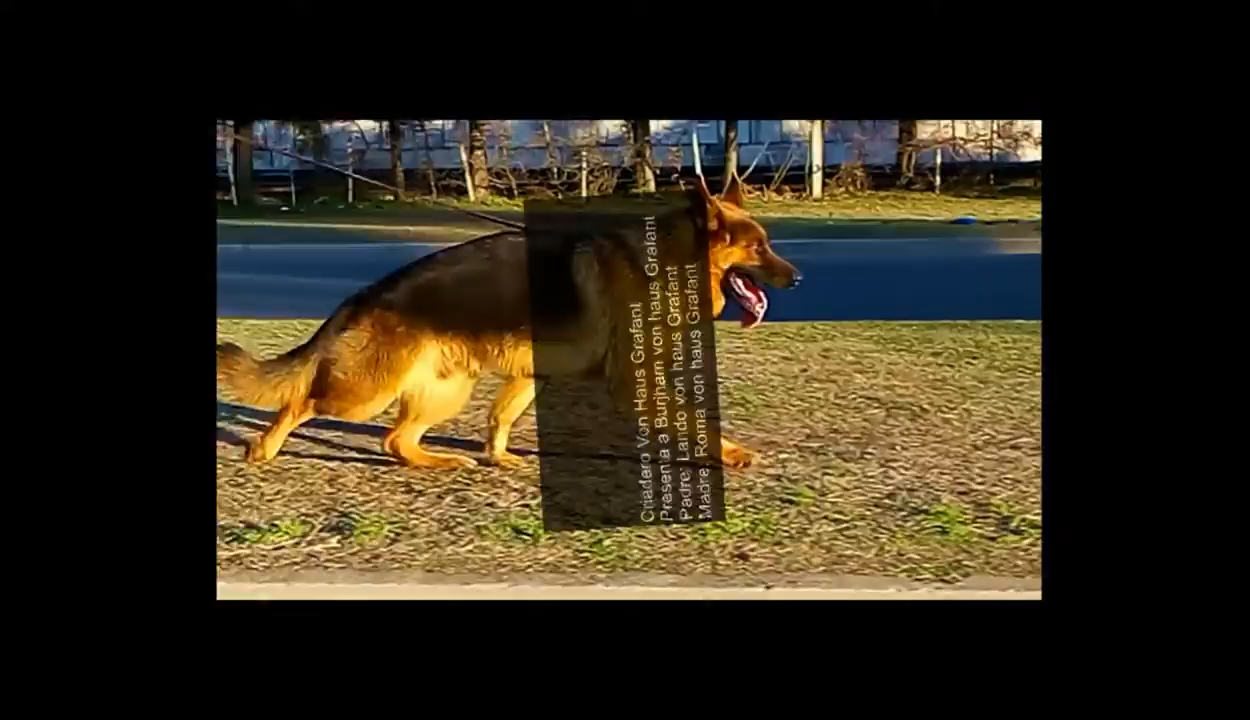 Criadero Von Haus Grafant
Presenta a Burjham von haus Grafant
Padre; Lando von haus Grafant
Madre; Roma von haus Grafant